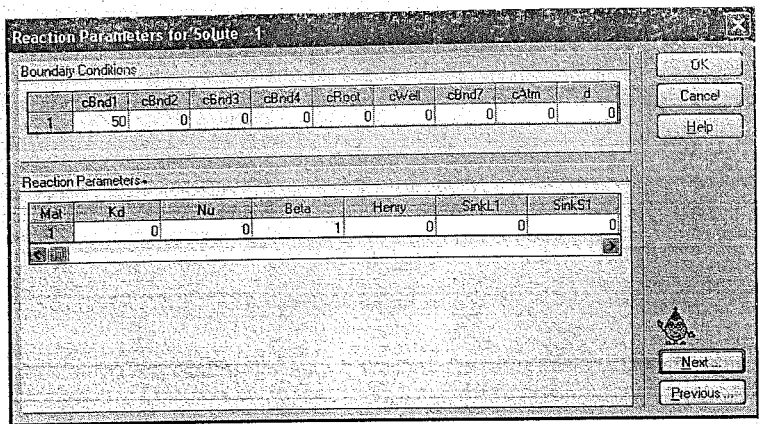 Reaction Parameters for Solute - 1
Boundary Conditions
cBnd1 cBnd2 cBnd3 cBnd4 cRoot cWell cBnd7 cAtm d
1 50 0 0 0 0 0 0 0 0
Reaction Parameters
Mat Kd Nu Beta Henry SinkL1 SinkS1
1 0 0 1 0 0 0
OK
Cancel
Help
Next ...
Previous ...